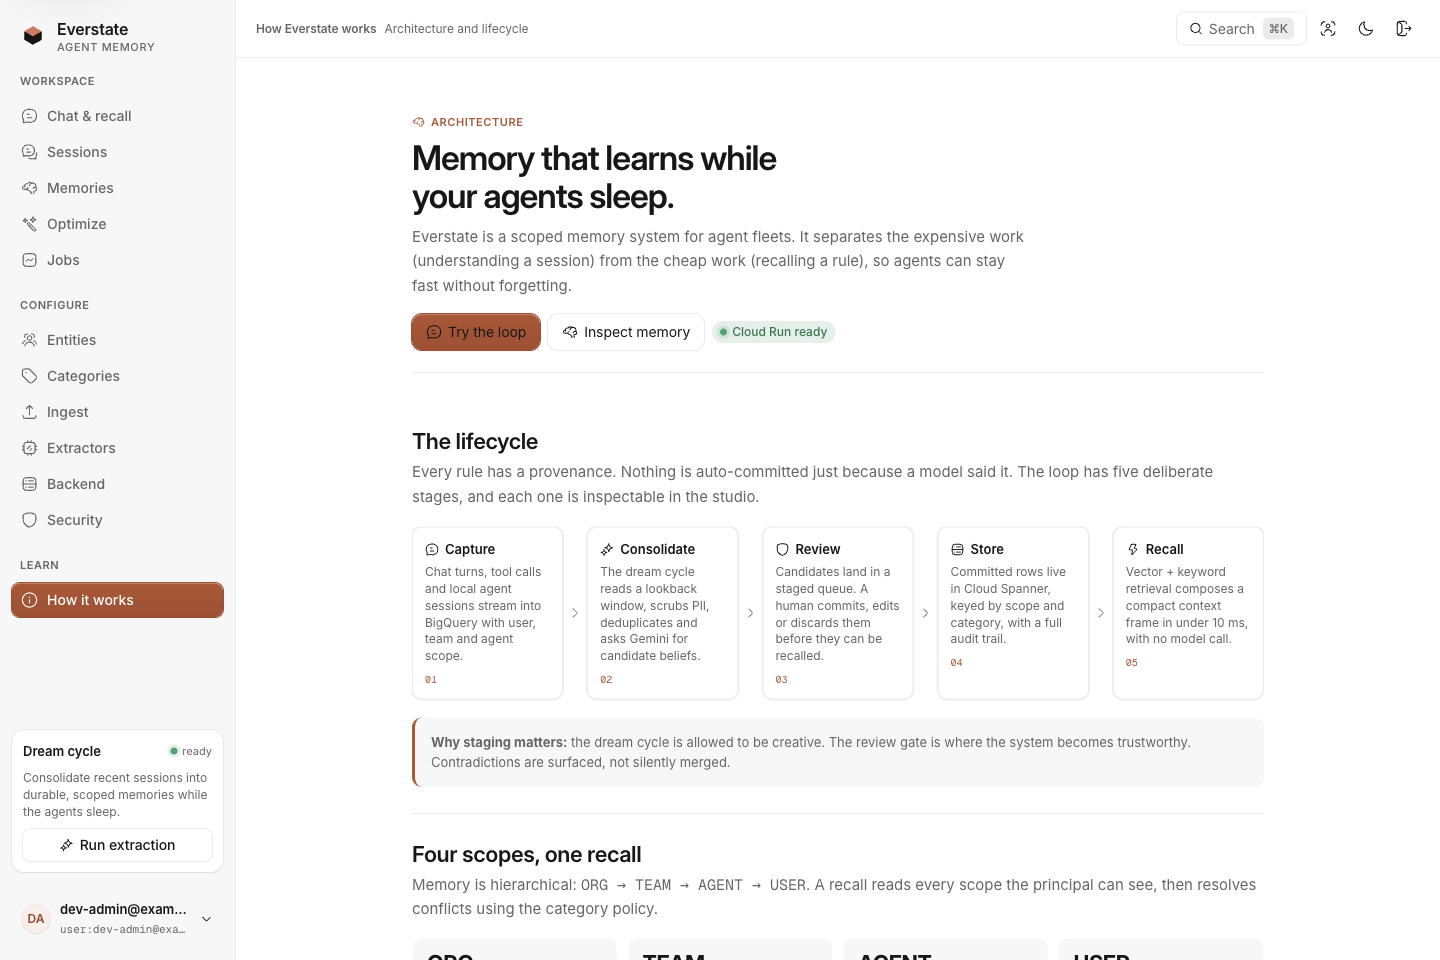 Everstate
AGENT MEMORY
WORKSPACE
Chat & recall
Sessions
Memories
Optimize
Jobs
CONFIGURE
Entities
Categories
Ingest
Extractors
Backend
Security
LEARN
How it works
Dream cycle
ready
Consolidate recent sessions into
durable, scoped memories while
the agents sleep.
Run extraction
DA
dev-admin@exam...
user:dev-admin@exa…
How Everstate works Architecture and lifecycle
Search ⌘K
ARCHITECTURE
Memory that learns while
your agents sleep.
Everstate is a scoped memory system for agent fleets. It separates the expensive work
(understanding a session) from the cheap work (recalling a rule), so agents can stay
fast without forgetting.
Try the loop
Inspect memory
Cloud Run ready
The lifecycle
Every rule has a provenance. Nothing is auto-committed just because a model said it. The loop has five deliberate
stages, and each one is inspectable in the studio.
Capture
Chat turns, tool calls
and local agent
sessions stream into
BigQuery with user,
team and agent
scope.
01
Consolidate
The dream cycle
reads a lookback
window, scrubs PII,
deduplicates and
asks Gemini for
candidate beliefs.
02
Review
Candidates land in a
staged queue. A
human commits, edits
or discards them
before they can be
recalled.
03
Store
Committed rows live
in Cloud Spanner,
keyed by scope and
category, with a full
audit trail.
04
Recall
Vector + keyword
retrieval composes a
compact context
frame in under 10 ms,
with no model call.
05
Why staging matters: the dream cycle is allowed to be creative. The review gate is where the system becomes trustworthy.
Contradictions are surfaced, not silently merged.
Four scopes, one recall
Memory is hierarchical: ORG → TEAM → AGENT → USER. A recall reads every scope the principal can see, then resolves
conflicts using the category policy.
ORG
TEAM
AGENT
USER